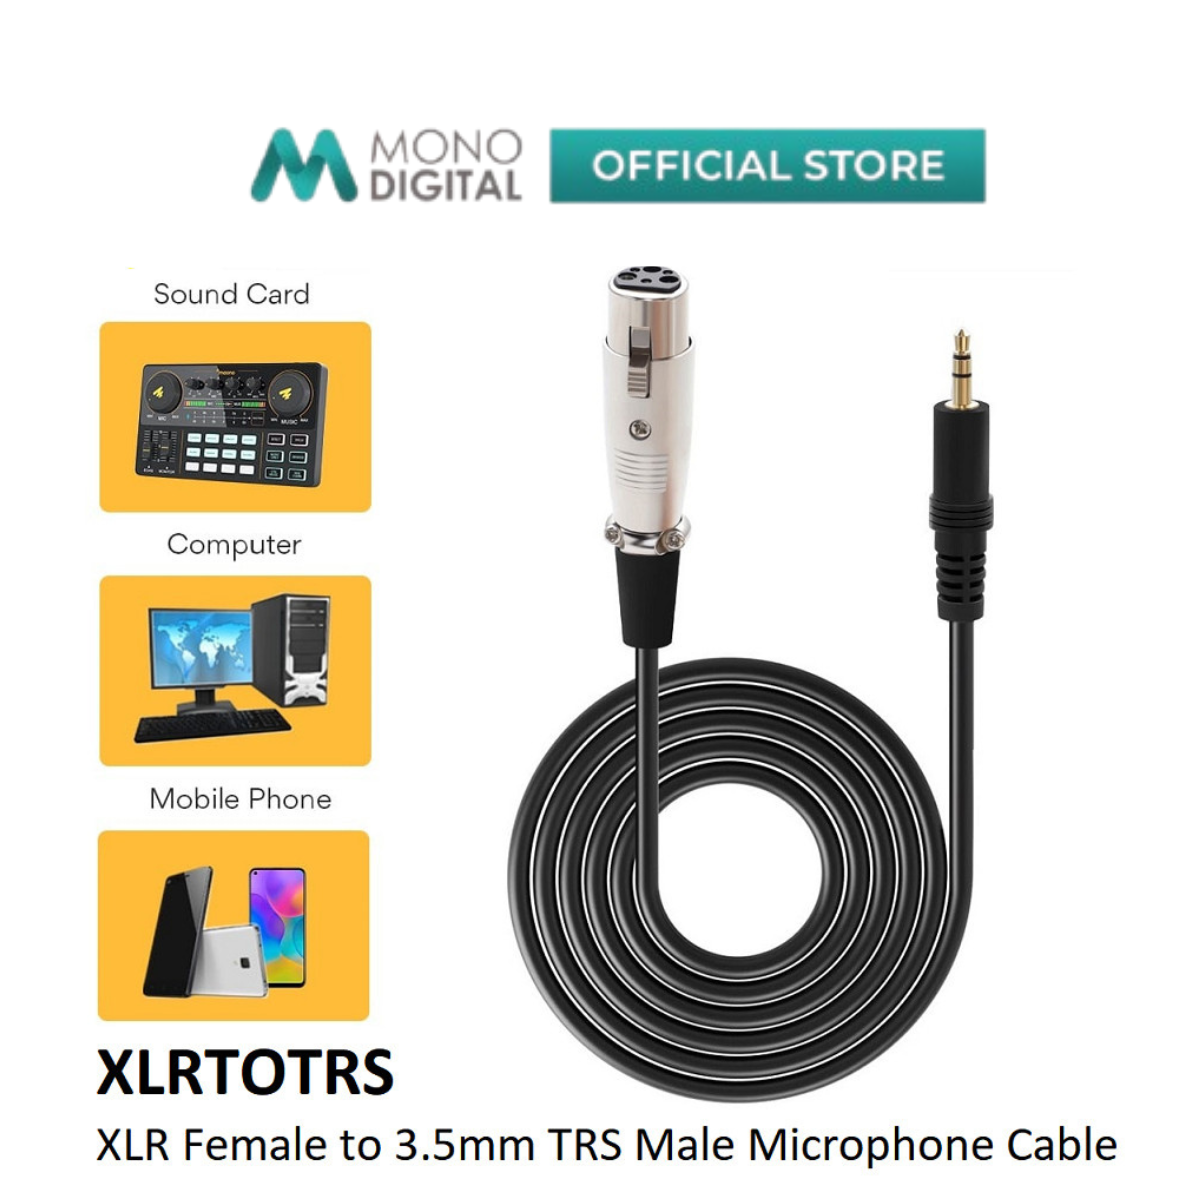 MONO
DIGITAL
OFFICIAL STORE
Sound Card
Computer
Mobile Phone
XLRTOTRS
XLR Female to 3.5mm TRS Male Microphone Cable